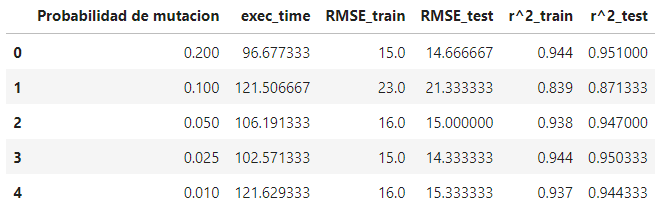 Probabilidad de mutacion exec_time RMSE_train RMSE_test r^2_train r^2_test
0 0.200 96.677333 15.0 14.666667 0.944 0.951000
1 0.100 121.506667 23.0 21.333333 0.839 0.871333
2 0.050 106.191333 16.0 15.000000 0.938 0.947000
3 0.025 102.571333 15.0 14.333333 0.944 0.950333
4 0.010 121.629333 16.0 15.333333 0.937 0.944333